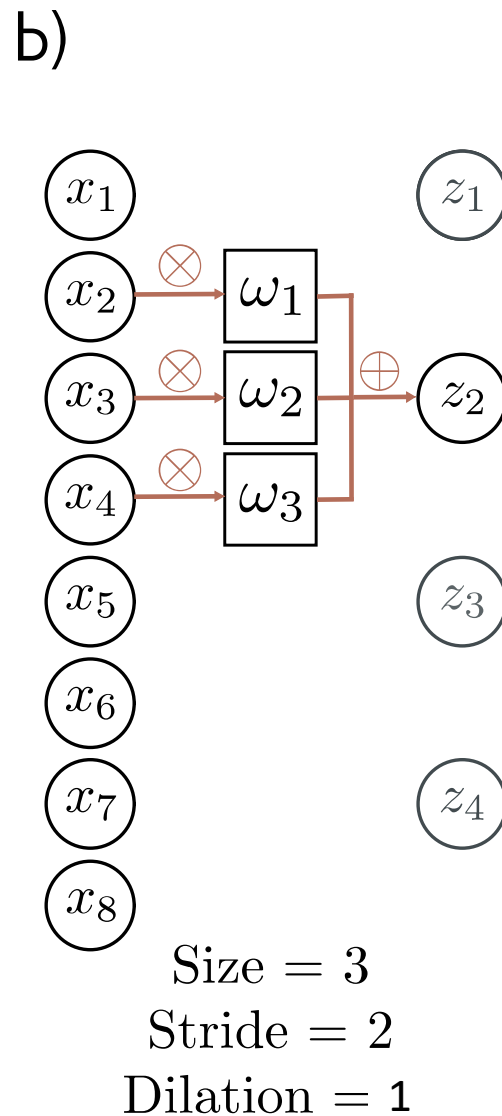 b)
x₁ z₁
x₂ ⊗ ω₁
x₃ ⊗ ω₂ ⊕ z₂
x₄ ⊗ ω₃
x₅ z₃
x₆
x₇ z₄
x₈
Size = 3
Stride = 2
Dilation = 1